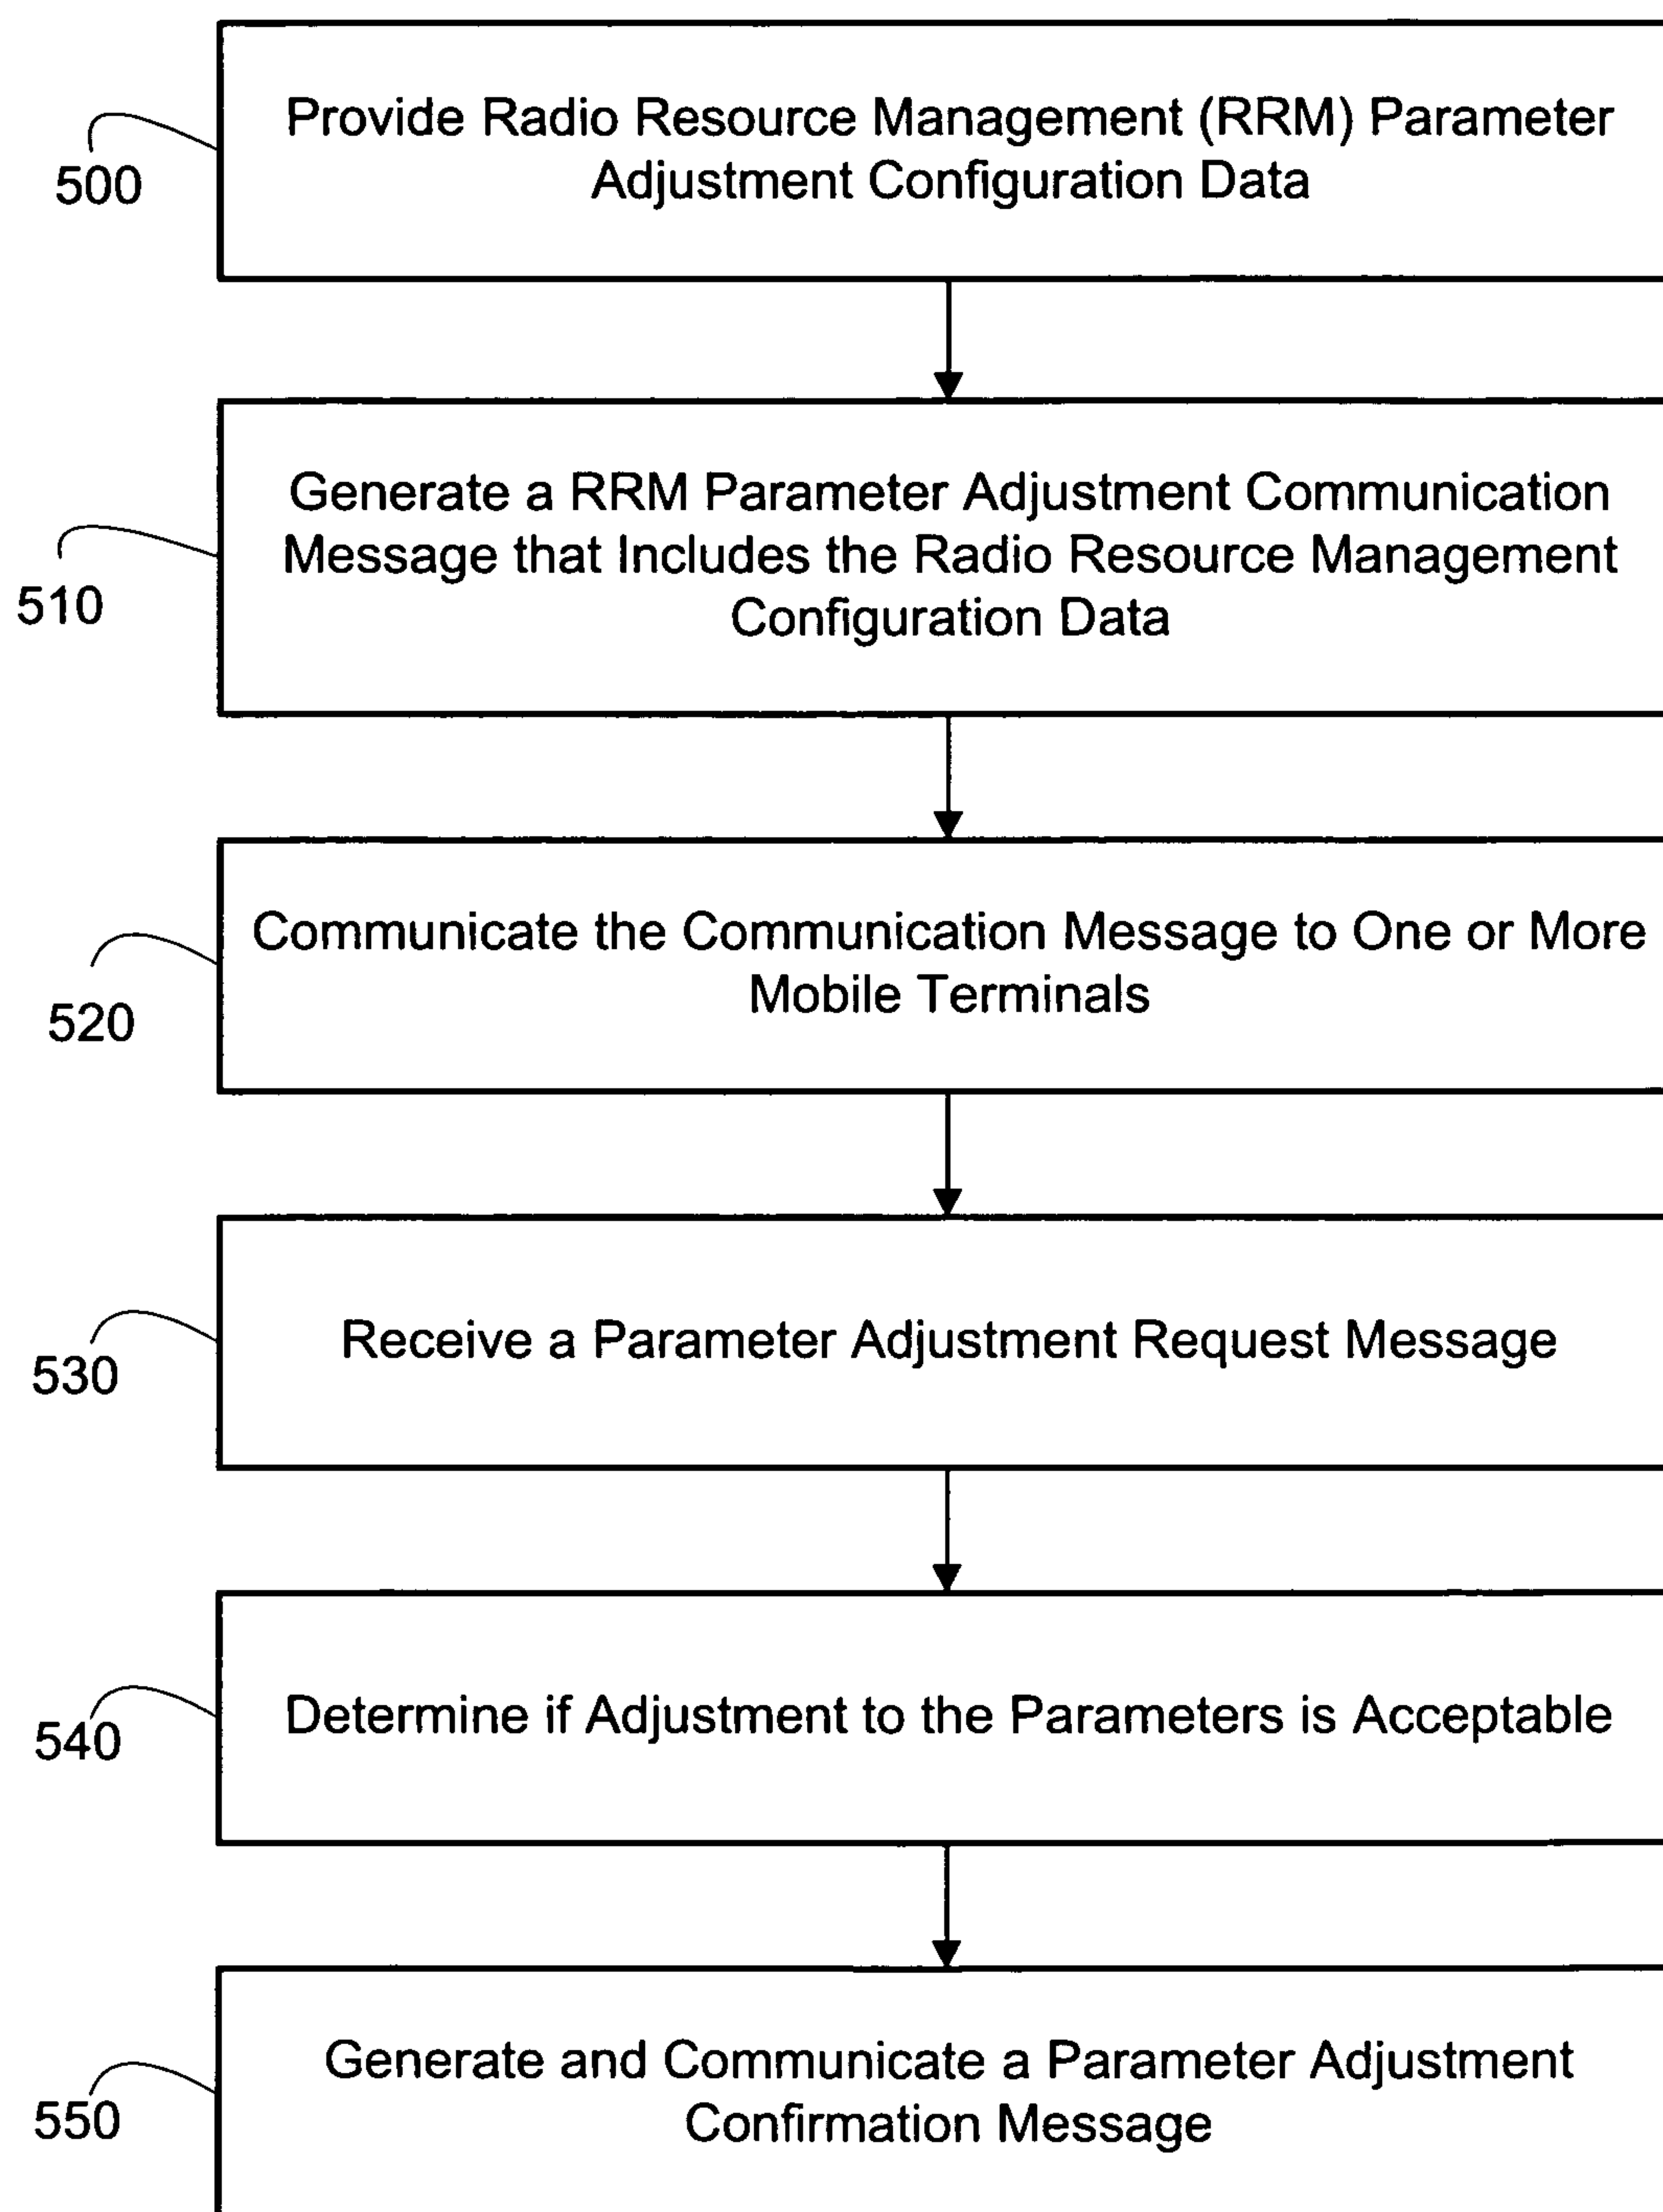 Provide Radio Resource Management (RRM) Parameter
Adjustment Configuration Data
500
Generate a RRM Parameter Adjustment Communication
Message that Includes the Radio Resource Management
Configuration Data
510
Communicate the Communication Message to One or More
Mobile Terminals
520
Receive a Parameter Adjustment Request Message
530
Determine if Adjustment to the Parameters is Acceptable
540
Generate and Communicate a Parameter Adjustment
Confirmation Message
550